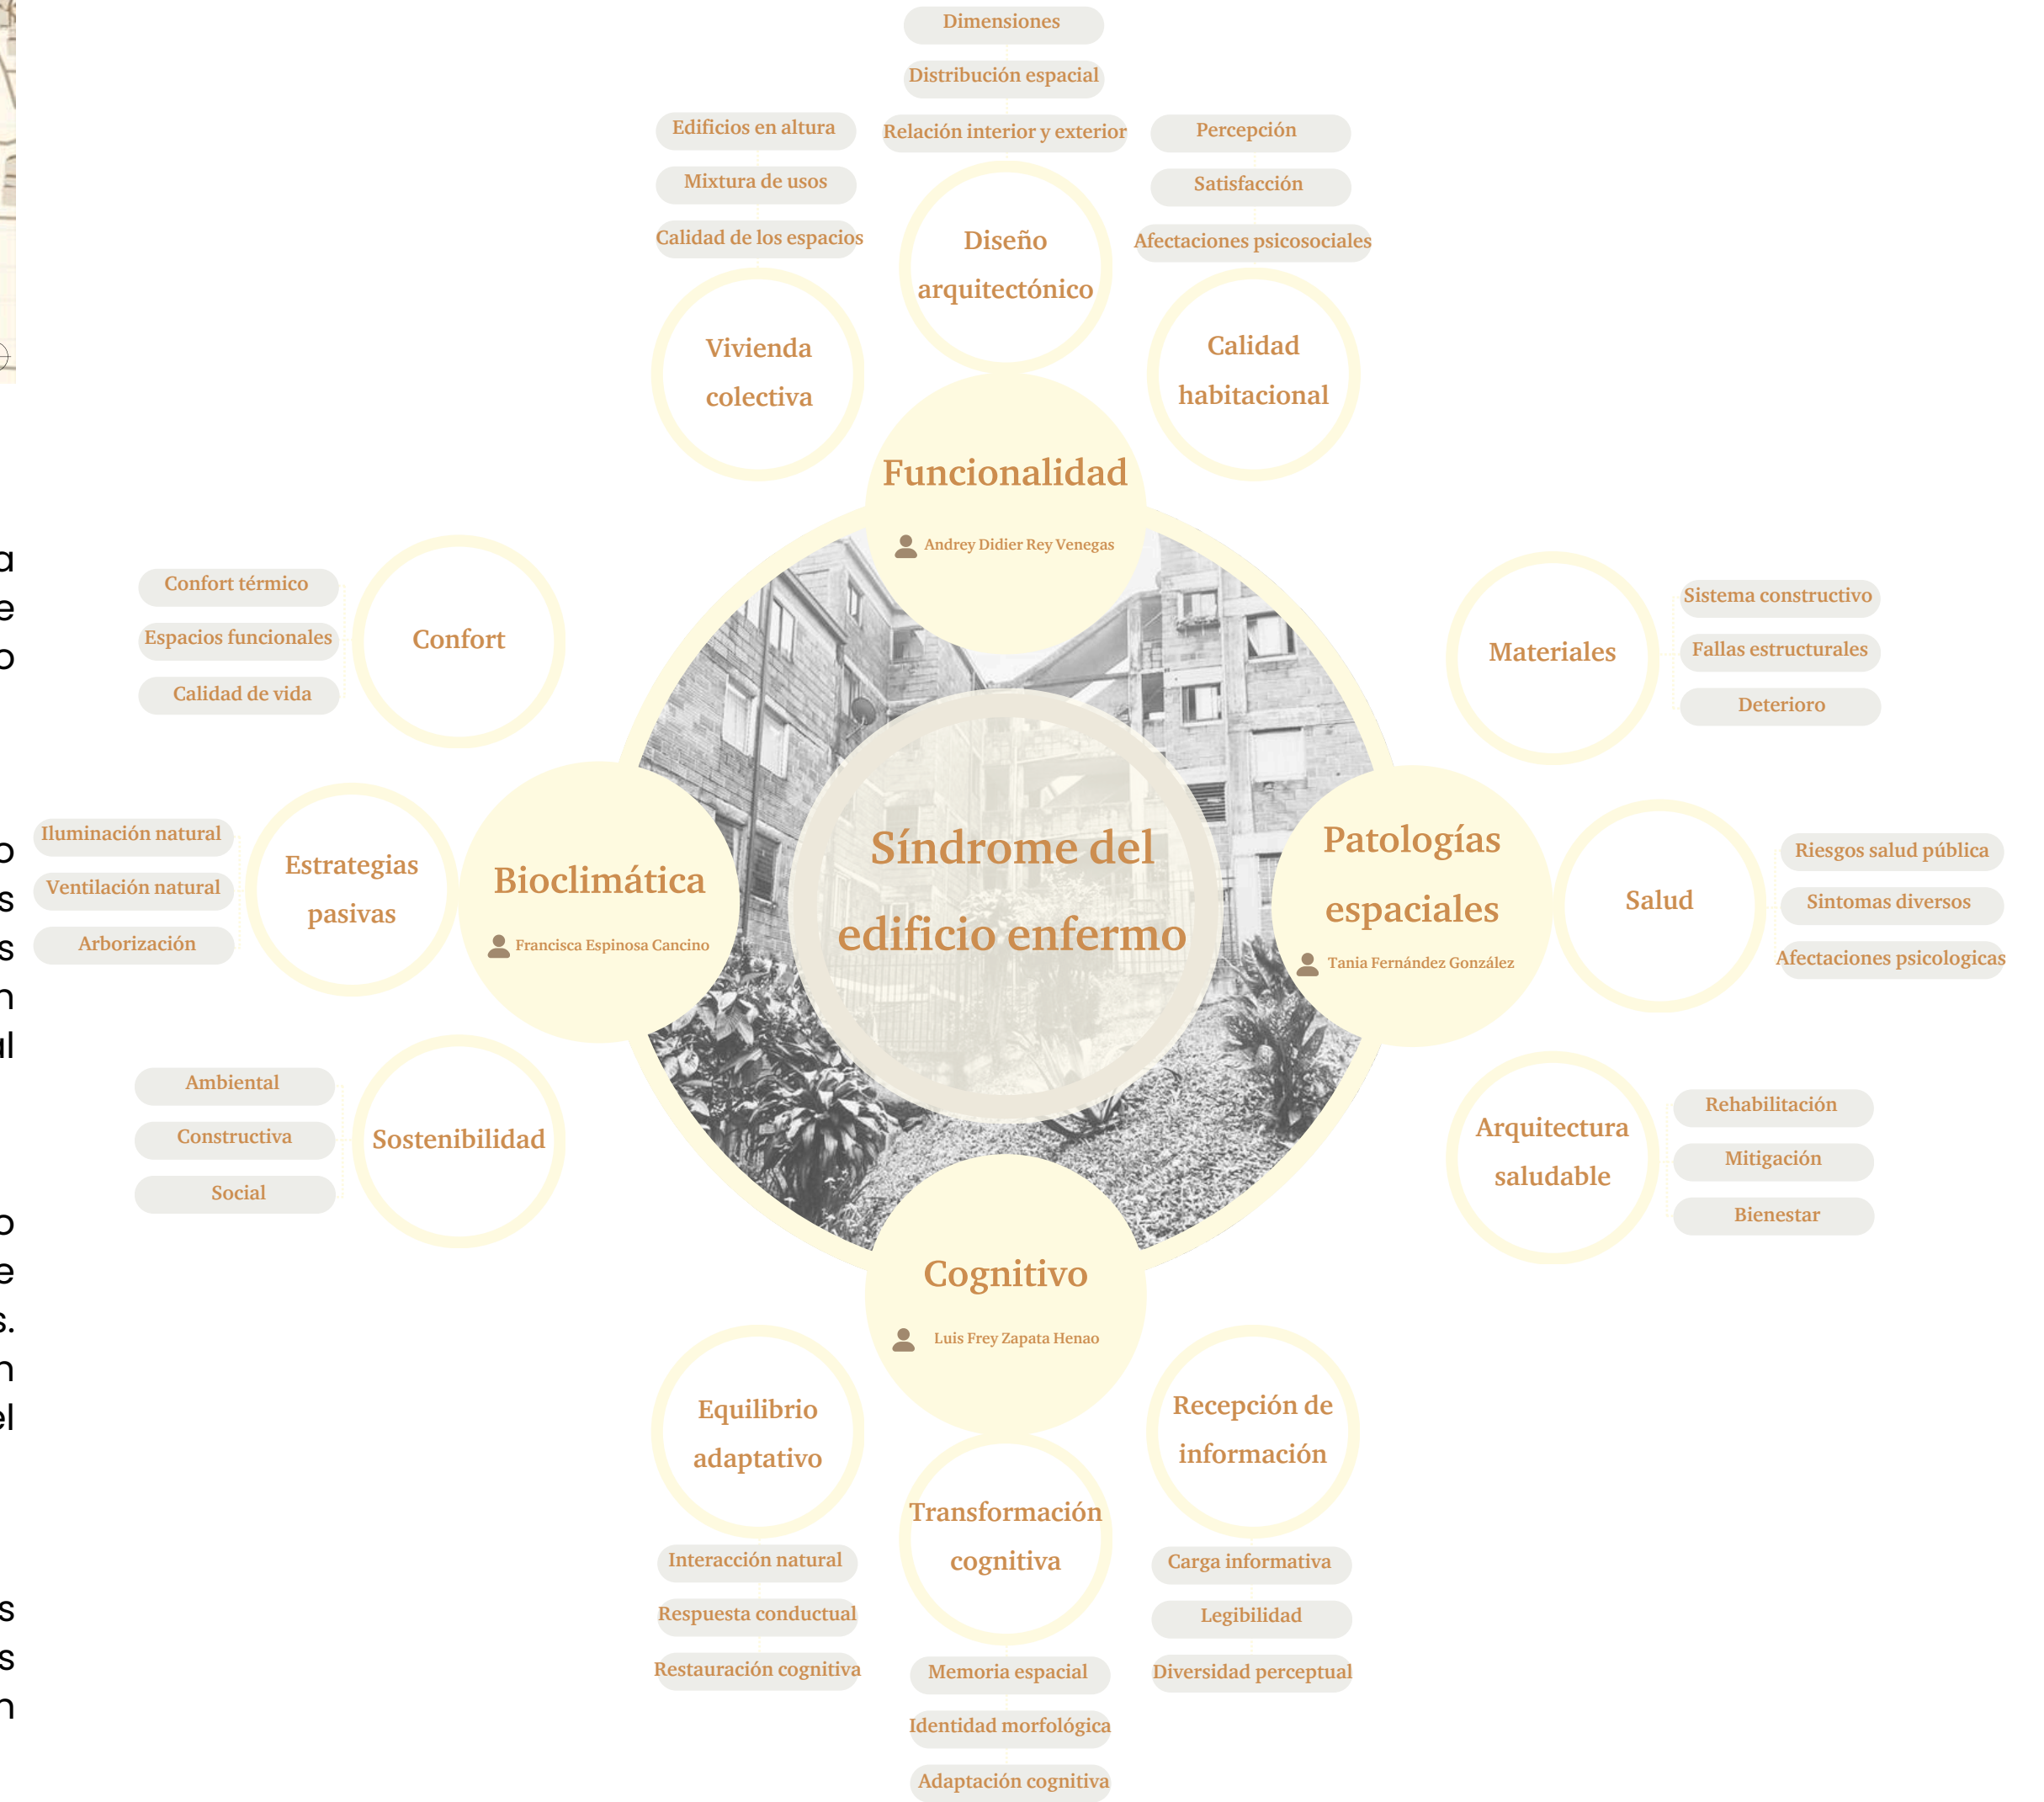 Dimensiones
Distribución espacial
Relación interior y exterior
Diseño
arquitectónico
Edificios en altura
Mixtura de usos
Calidad de los espacios
Vivienda
colectiva
Percepción
Satisfacción
Afectaciones psicosociales
Calidad
habitacional
Funcionalidad
Andrey Didier Rey Venegas
Confort térmico
Espacios funcionales
Calidad de vida
Confort
Iluminación natural
Ventilación natural
Arborización
Estrategias
pasivas
Ambiental
Constructiva
Social
Sostenibilidad
Bioclimática
Francisca Espinosa Cancino
Síndrome del
edificio enfermo
Patologías
espaciales
Tania Fernández González
Materiales
Sistema constructivo
Fallas estructurales
Deterioro
Salud
Riesgos salud pública
Sintomas diversos
Afectaciones psicologicas
Arquitectura
saludable
Rehabilitación
Mitigación
Bienestar
Cognitivo
Luis Frey Zapata Henao
Equilibrio
adaptativo
Interacción natural
Respuesta conductual
Restauración cognitiva
Transformación
cognitiva
Memoria espacial
Identidad morfológica
Adaptación cognitiva
Recepción de
información
Carga informativa
Legibilidad
Diversidad perceptual